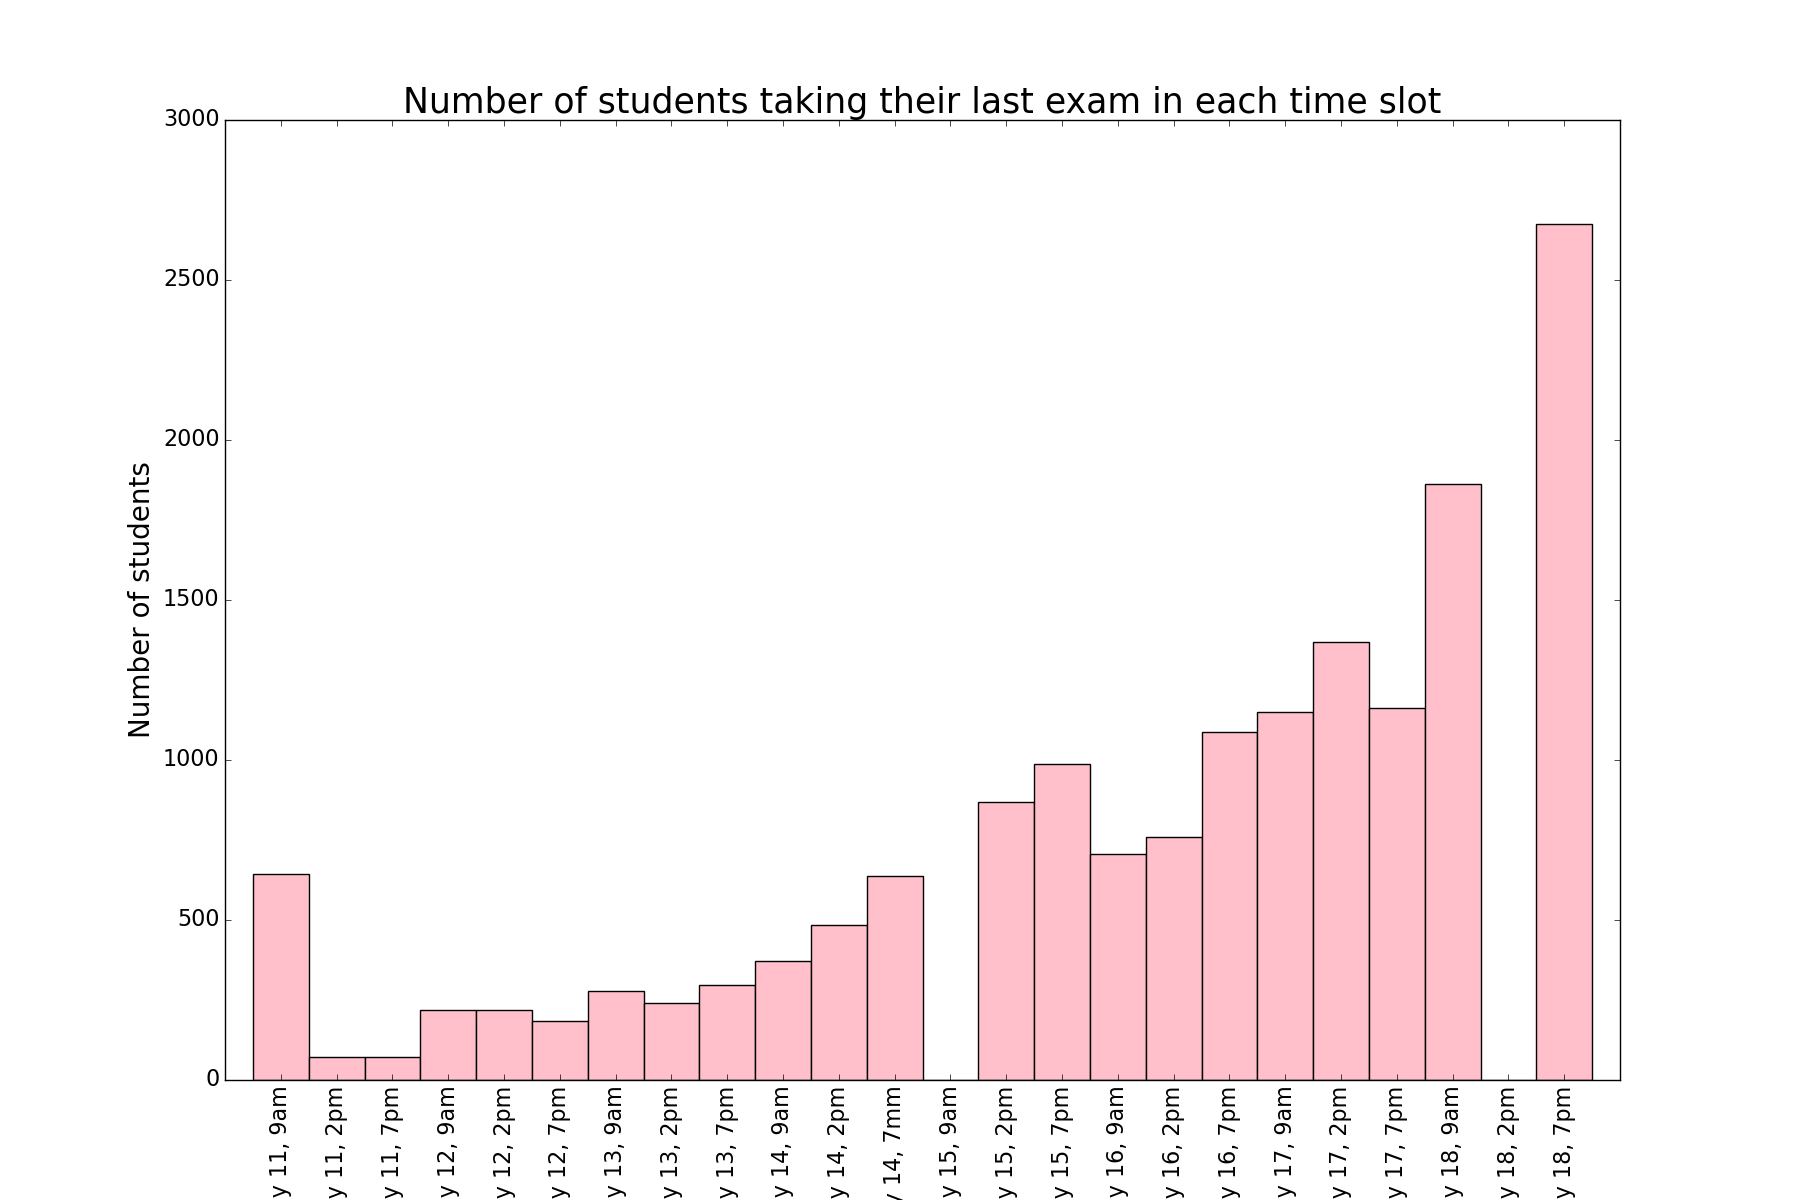 Number of students taking their last exam in each time slot
Number of students
3000
2500
2000
1500
1000
500
0
y 11, 9am
y 11, 2pm
y 11, 7pm
y 12, 9am
y 12, 2pm
y 12, 7pm
y 13, 9am
y 13, 2pm
y 13, 7pm
y 14, 9am
y 14, 2pm
y 14, 7mm
y 15, 9am
y 15, 2pm
y 15, 7pm
y 16, 9am
y 16, 2pm
y 16, 7pm
y 17, 9am
y 17, 2pm
y 17, 7pm
y 18, 9am
y 18, 2pm
y 18, 7pm